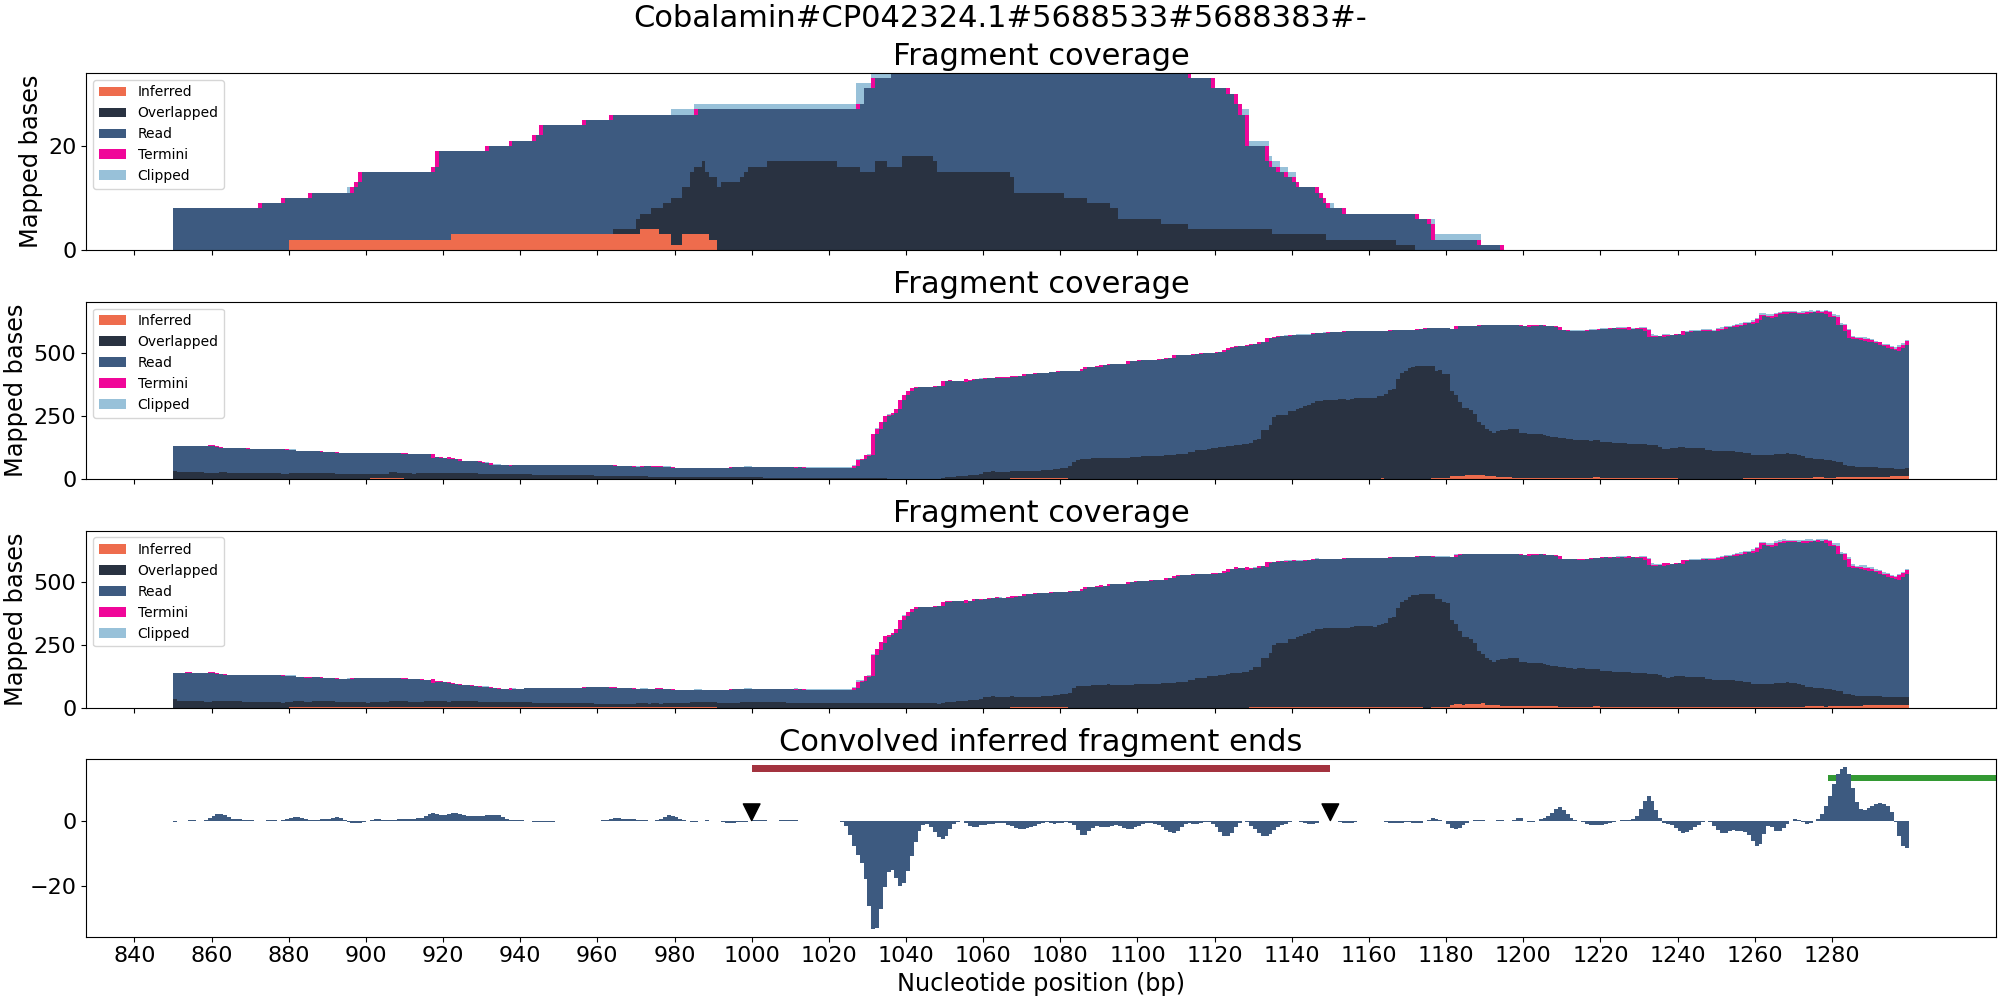 Cobalamin#CP042324.1#5688533#5688383#-
Fragment coverage
Mapped bases
20
0
Inferred
Overlapped
Read
Termini
Clipped
Fragment coverage
Mapped bases
500
250
0
Inferred
Overlapped
Read
Termini
Clipped
Fragment coverage
Mapped bases
500
250
0
Inferred
Overlapped
Read
Termini
Clipped
Convolved inferred fragment ends
0
−20
840 860 880 900 920 940 960 980 1000 1020 1040 1060 1080 1100 1120 1140 1160 1180 1200 1220 1240 1260 1280
Nucleotide position (bp)